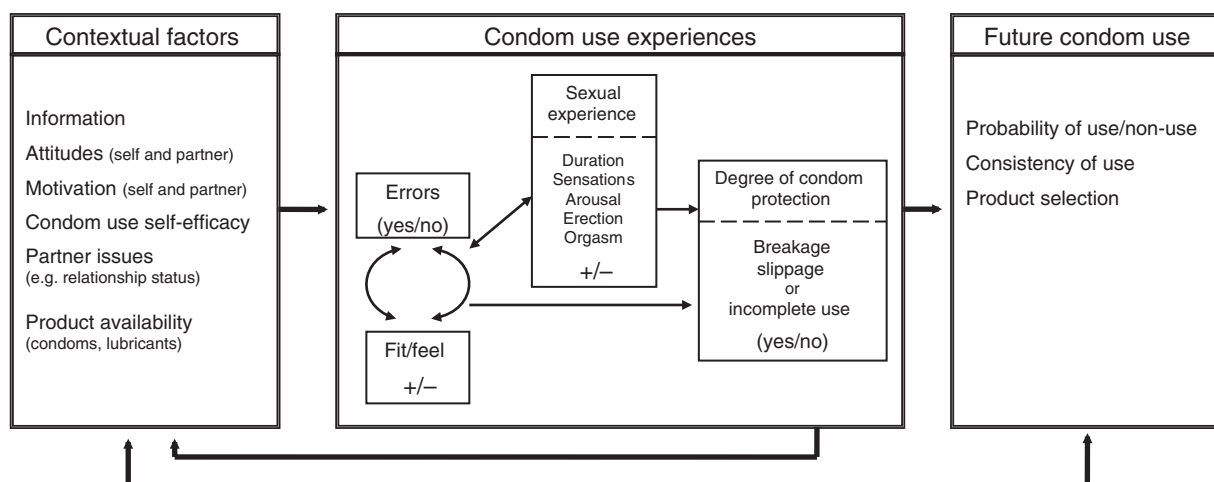 Contextual factors
Information
Attitudes (self and partner)
Motivation (self and partner)
Condom use self-efficacy
Partner issues
(e.g. relationship status)
Product availability
(condoms, lubricants)
Condom use experiences
Errors
(yes/no)
Fit/feel
+/–
Sexual
experience
Duration
Sensations
Arousal
Erection
Orgasm
+/–
Degree of condom
protection
Breakage
slippage
or
incomplete use
(yes/no)
Future condom use
Probability of use/non-use
Consistency of use
Product selection